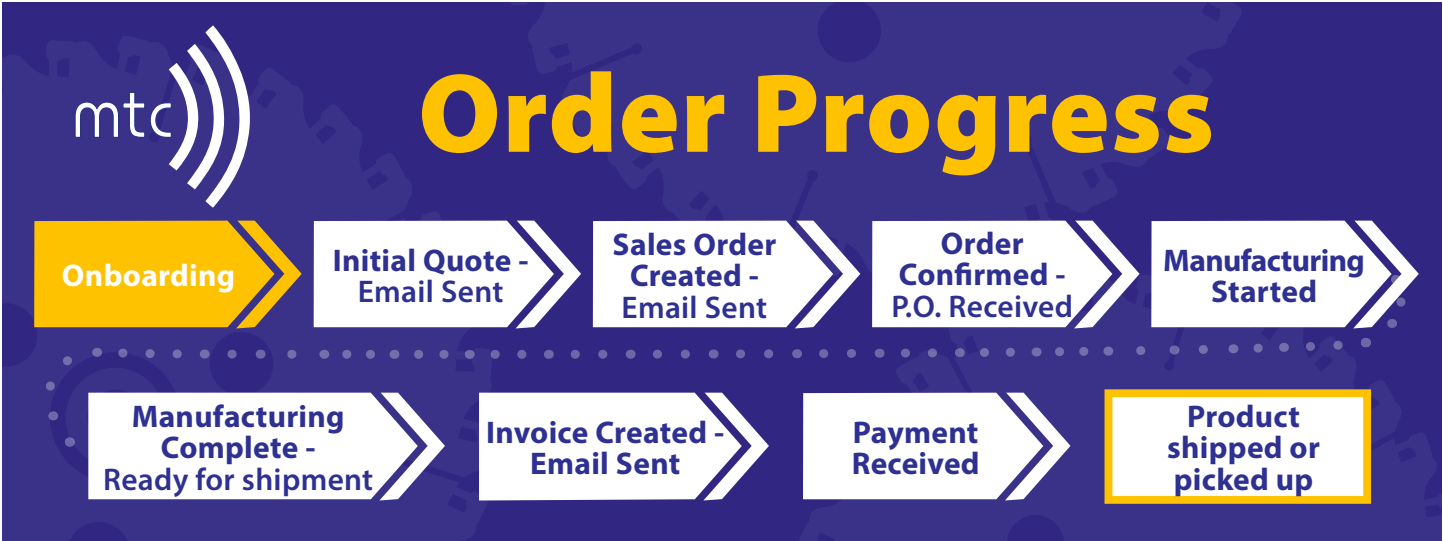 mtc
Order Progress
Onboarding
Initial Quote -
Email Sent
Sales Order
Created -
Email Sent
Order
Confirmed -
P.O. Received
Manufacturing
Started
Manufacturing
Complete -
Ready for shipment
Invoice Created -
Email Sent
Payment
Received
Product
shipped or
picked up